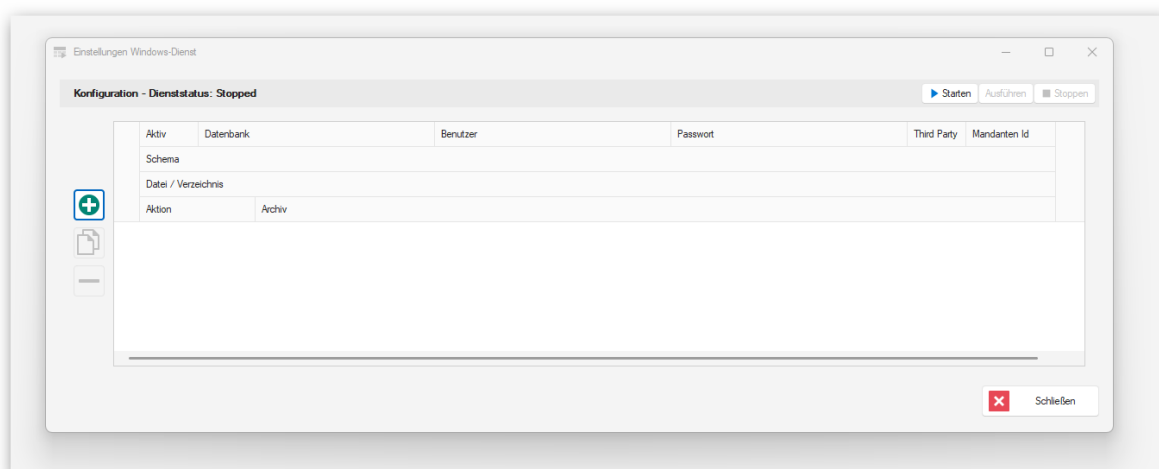 Einstellungen Windows-Dienst
Konfiguration - Dienststatus: Stopped
Starten Ausführen Stoppen
Aktiv Datenbank Benutzer Passwort Third Party Mandanten Id
Schema
Datei / Verzeichnis
Aktion Archiv
Schließen